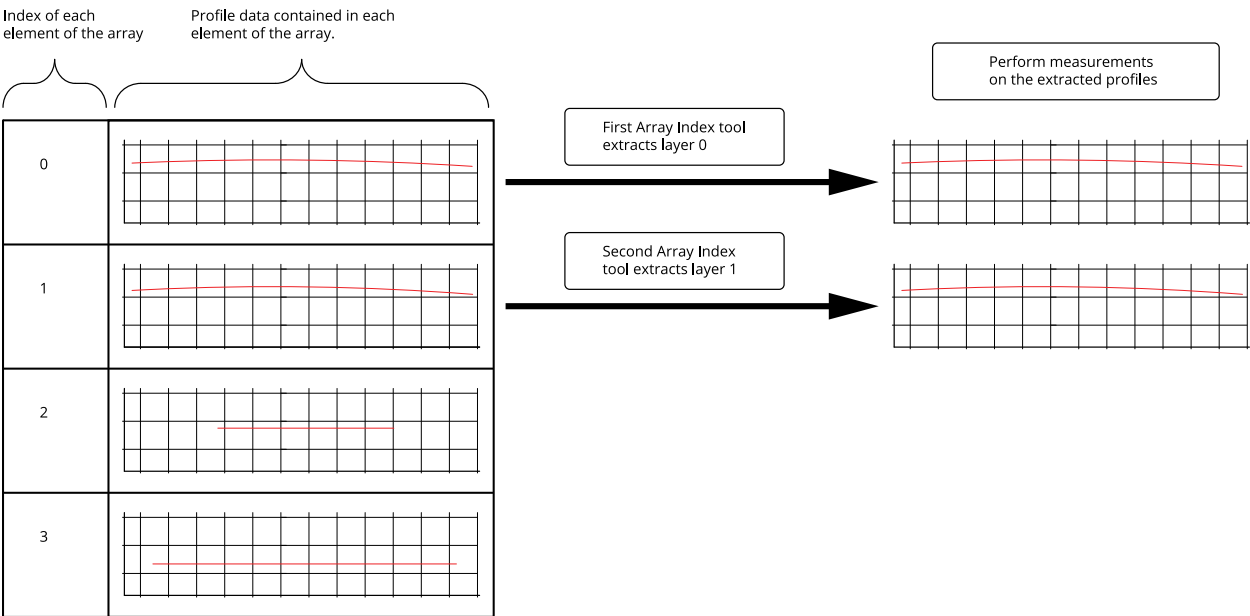 Index of each
element of the array
Profile data contained in each
element of the array.
Perform measurements
on the extracted profiles
First Array Index tool
extracts layer 0
0
Second Array Index
tool extracts layer 1
1
2
3